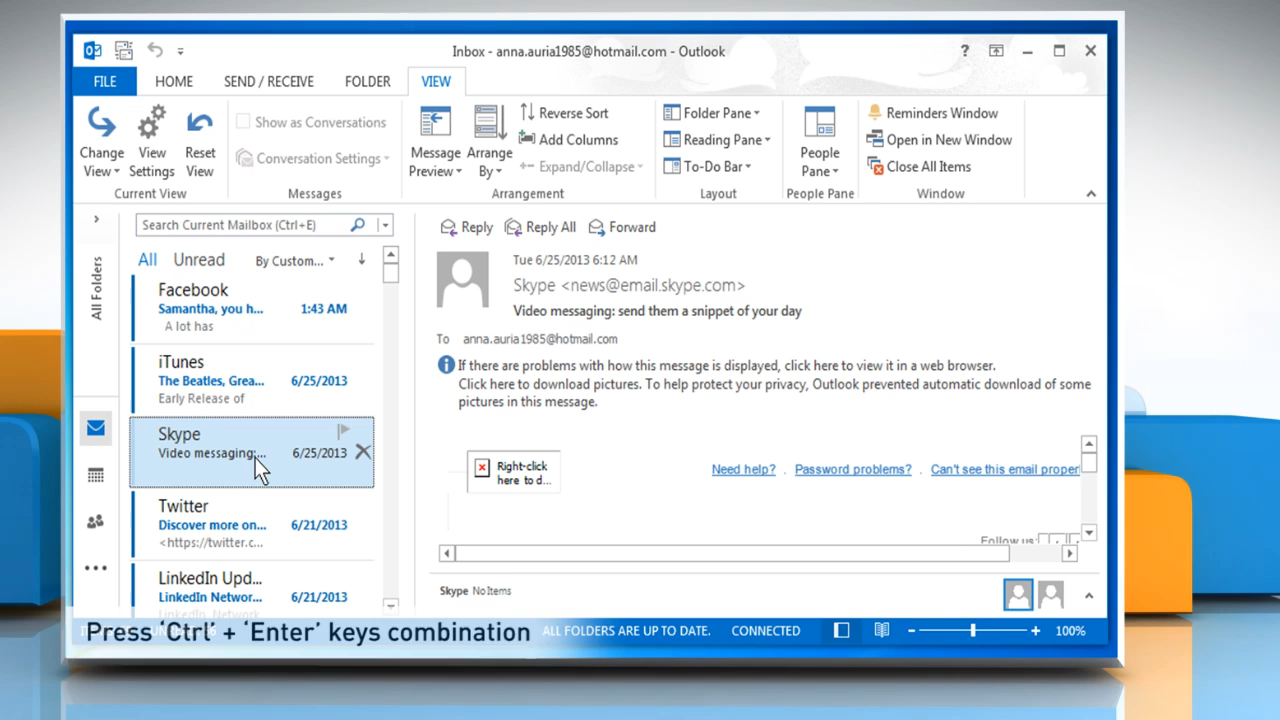 Inbox - anna.auria1985@hotmail.com - Outlook
?
FILE HOME SEND / RECEIVE FOLDER VIEW
Change View
View Settings
Reset View
Current View
Show as Conversations
Conversation Settings
Messages
Message Preview
Arrange By
Reverse Sort
Add Columns
Expand/Collapse
Arrangement
Folder Pane
Reading Pane
To-Do Bar
Layout
People Pane
People Pane
Reminders Window
Open in New Window
Close All Items
Window
All Folders
Search Current Mailbox (Ctrl+E)
All Unread By Custom...
Facebook
Samantha, you h... 1:43 AM
A lot has
iTunes
The Beatles, Grea... 6/25/2013
Early Release of
Skype
Video messaging:... 6/25/2013
Twitter
Discover more on... 6/21/2013
<https://twitter.c...
LinkedIn Upd...
LinkedIn Networ... 6/21/2013
LinkedIn, Network
Reply Reply All Forward
Tue 6/25/2013 6:12 AM
Skype <news@email.skype.com>
Video messaging: send them a snippet of your day
To anna.auria1985@hotmail.com
If there are problems with how this message is displayed, click here to view it in a web browser.
Click here to download pictures. To help protect your privacy, Outlook prevented automatic download of some
pictures in this message.
Right-click
here to d...
Need help? . Password problems? . Can't see this email proper
Follow us:
Skype No Items
Press ‘Ctrl’ + ‘Enter’ keys combination
ALL FOLDERS ARE UP TO DATE. CONNECTED 100%